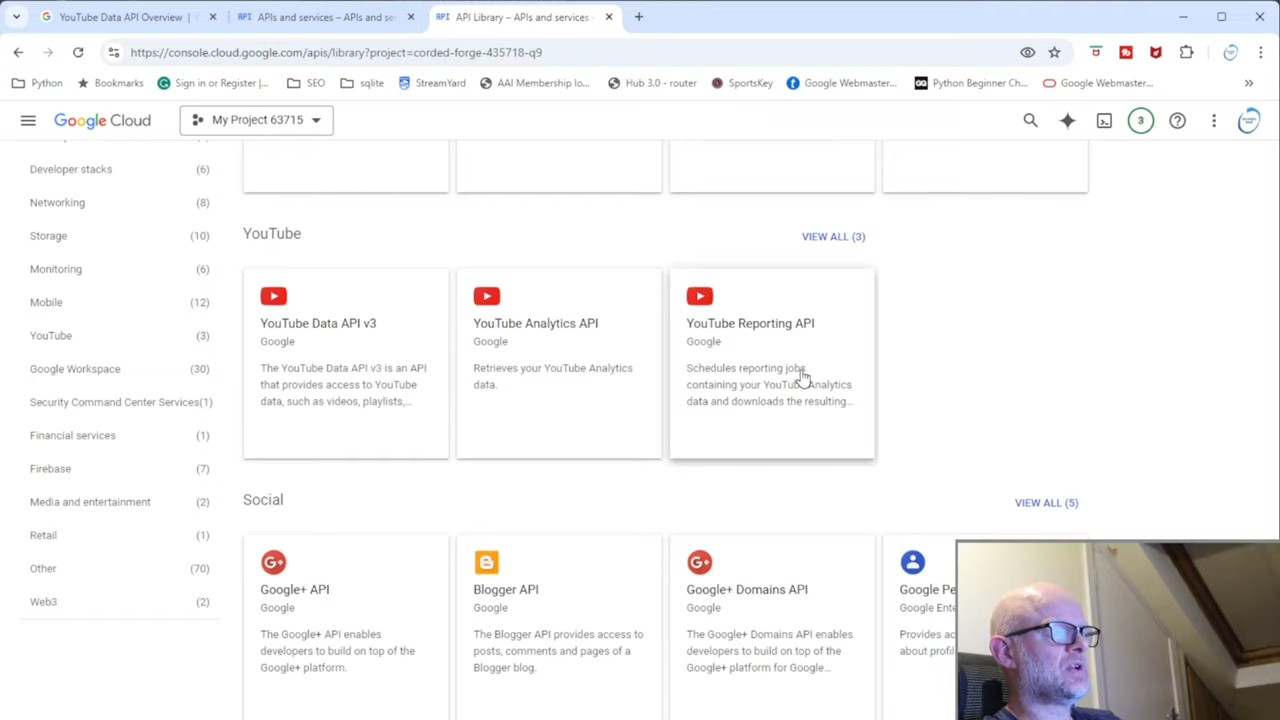 YouTube Data API Overview
APIs and services – APIs and se
API Library – APIs and services
https://console.cloud.google.com/apis/library?project=corded-forge-435718-q9
Python
Bookmarks
Sign in or Register |...
SEO
sqlite
StreamYard
AAI Membership lo...
Hub 3.0 - router
SportsKey
Google Webmaster...
Python Beginner Ch...
Google Webmaster...
Google Cloud
My Project 63715
3
Developer stacks (6)
Networking (8)
Storage (10)
Monitoring (6)
Mobile (12)
YouTube (3)
Google Workspace (30)
Security Command Center Services(1)
Financial services (1)
Firebase (7)
Media and entertainment (2)
Retail (1)
Other (70)
Web3 (2)
YouTube
VIEW ALL (3)
YouTube Data API v3
Google
The YouTube Data API v3 is an API
that provides access to YouTube
data, such as videos, playlists,...
YouTube Analytics API
Google
Retrieves your YouTube Analytics
data.
YouTube Reporting API
Google
Schedules reporting jobs
containing your YouTube Analytics
data and downloads the resulting...
Social
VIEW ALL (5)
Google+ API
Google
The Google+ API enables
developers to build on top of the
Google+ platform.
Blogger API
Google
The Blogger API provides access to
posts, comments and pages of a
Blogger blog.
Google+ Domains API
Google
The Google+ Domains API enables
developers to build on top of the
Google+ platform for Google...
Google Pe
Google Ente
Provides ac
about profil